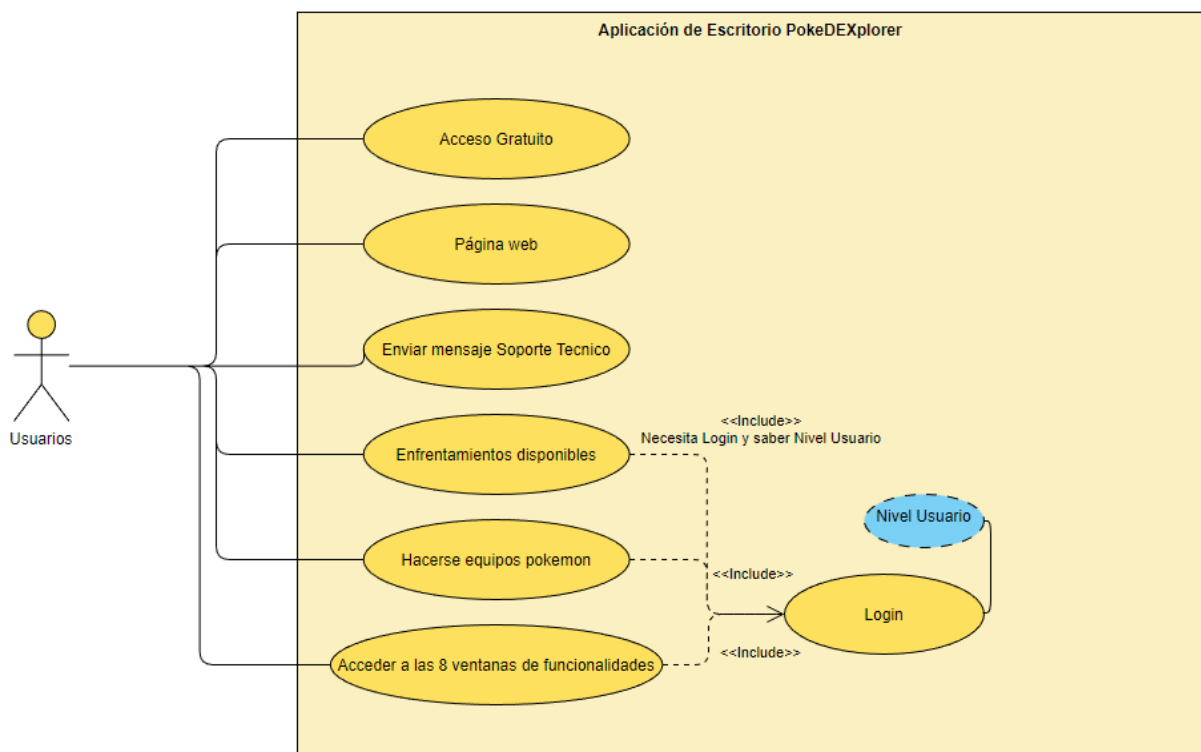 Aplicación de Escritorio PokeDEXplorer
Acceso Gratuito
Página web
Enviar mensaje Soporte Tecnico
Usuarios
Enfrentamientos disponibles
<<Include>>
Necesita Login y saber Nivel Usuario
Nivel Usuario
Hacerse equipos pokemon
<<Include>>
Login
<<Include>>
Acceder a las 8 ventanas de funcionalidades